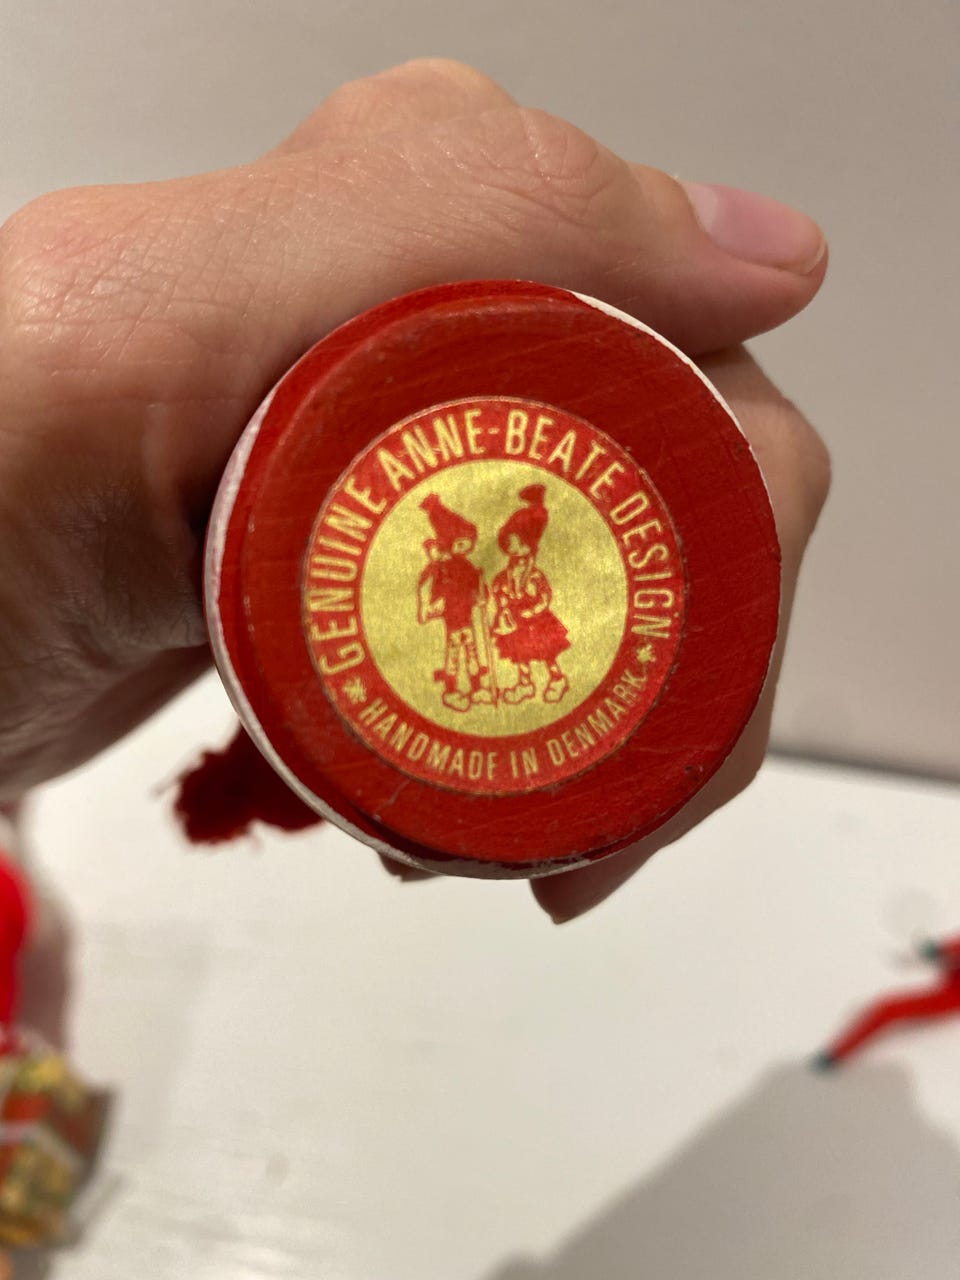 GENUINE ANNE-BEATE DESIGN
HANDMADE IN DENMARK